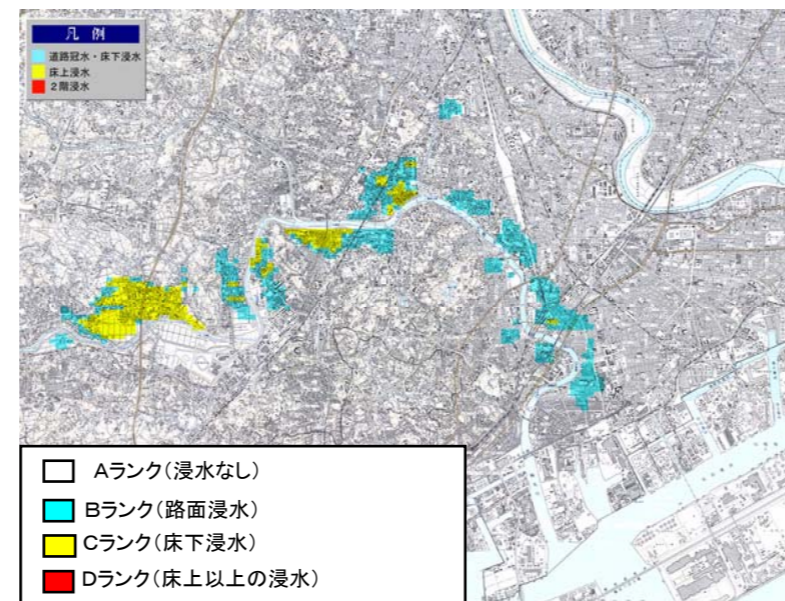 凡 例
道路冠水・床下浸水
床上浸水
2階浸水
Aランク(浸水なし)
Bランク(路面浸水)
Cランク(床下浸水)
Dランク(床上以上の浸水)